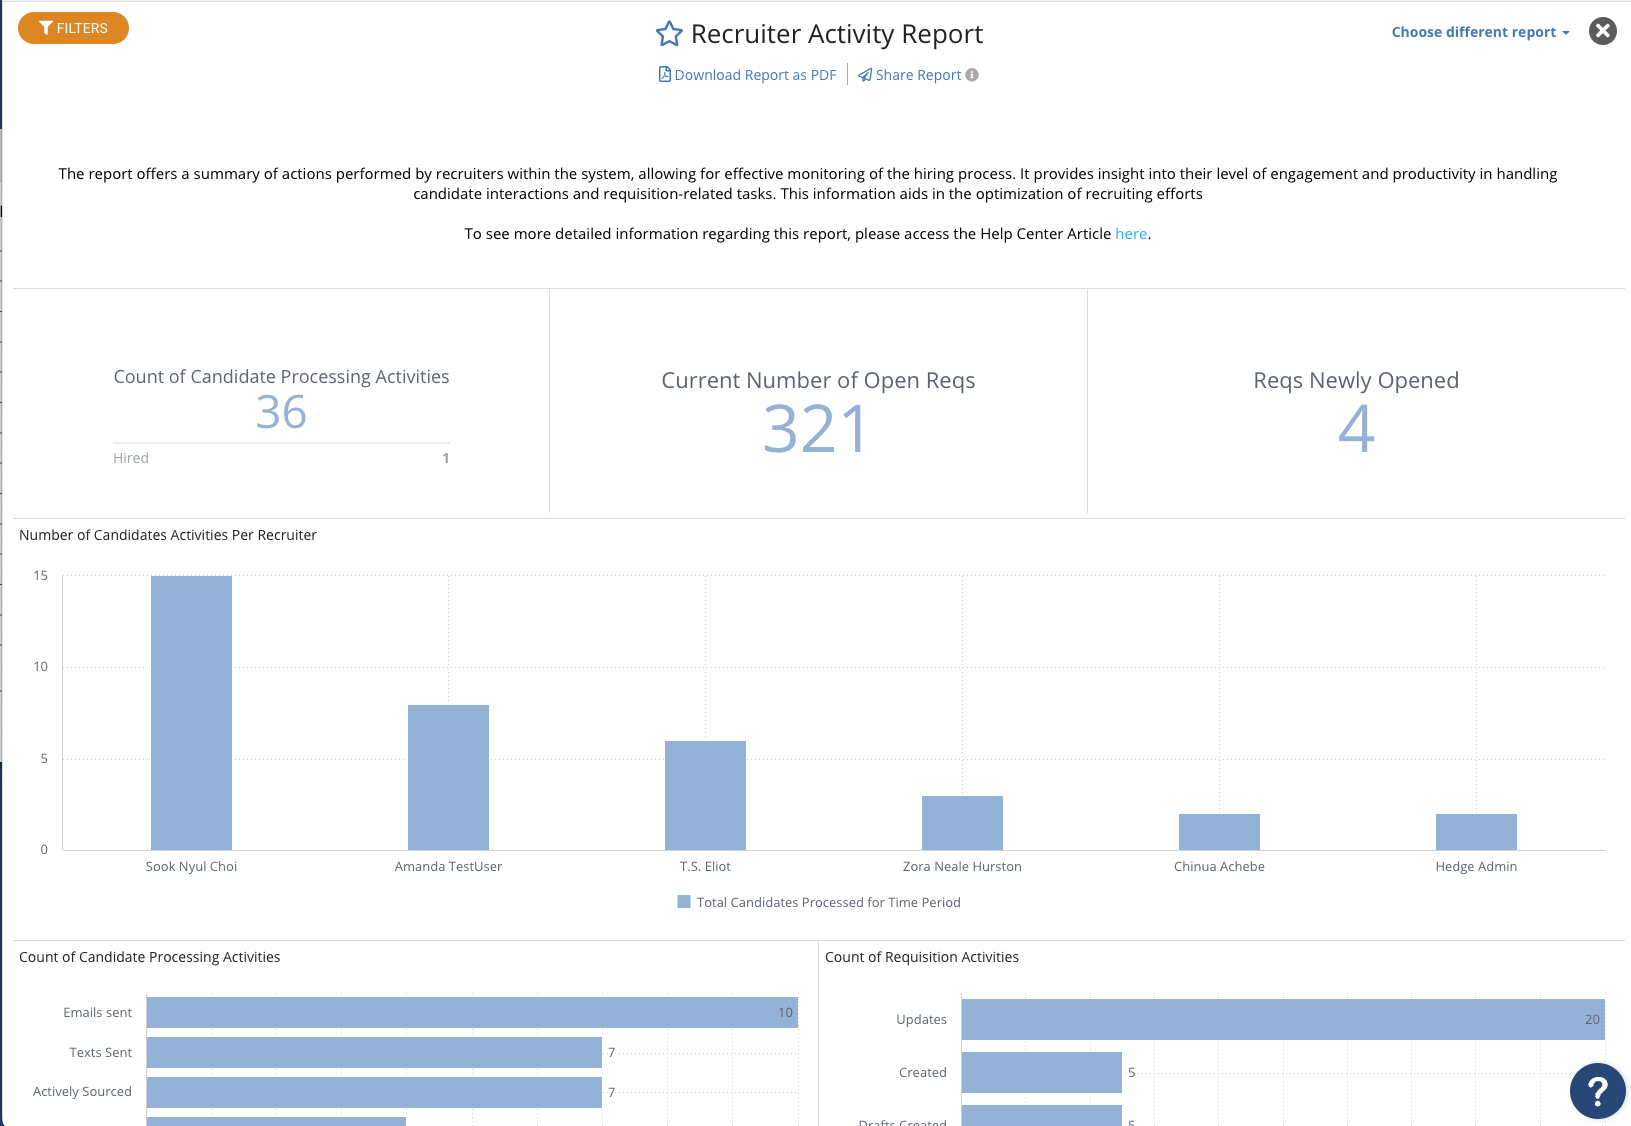 FILTERS
Recruiter Activity Report
Choose different report
Download Report as PDF
Share Report
The report offers a summary of actions performed by recruiters within the system, allowing for effective monitoring of the hiring process. It provides insight into their level of engagement and productivity in handling
candidate interactions and requisition-related tasks. This information aids in the optimization of recruiting efforts
To see more detailed information regarding this report, please access the Help Center Article here.
Count of Candidate Processing Activities
36
Hired 1
Current Number of Open Reqs
321
Reqs Newly Opened
4
Number of Candidates Activities Per Recruiter
15
10
5
0
Sook Nyul Choi
Amanda TestUser
T.S. Eliot
Zora Neale Hurston
Chinua Achebe
Hedge Admin
Total Candidates Processed for Time Period
Count of Candidate Processing Activities
Emails sent 10
Texts Sent 7
Actively Sourced 7
Count of Requisition Activities
Updates 20
Created 5
Drafts Created 5
?